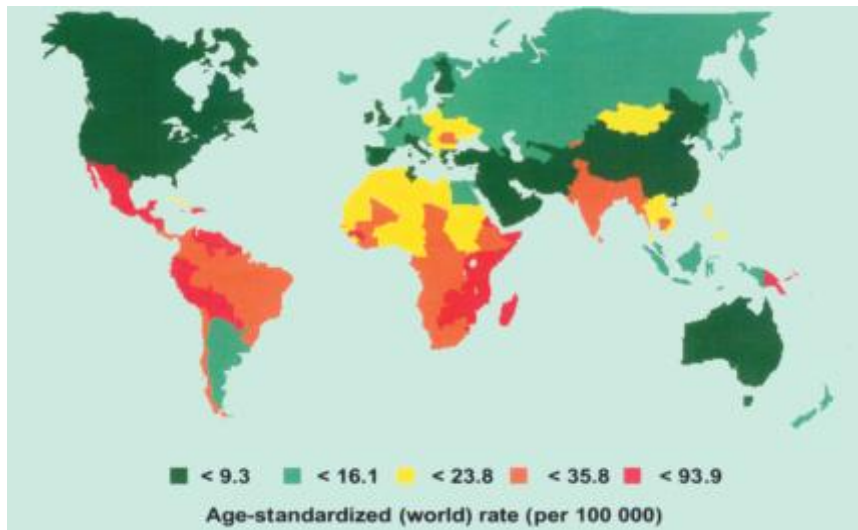 < 9.3 < 16.1 < 23.8 < 35.8 < 93.9
Age-standardized (world) rate (per 100 000)